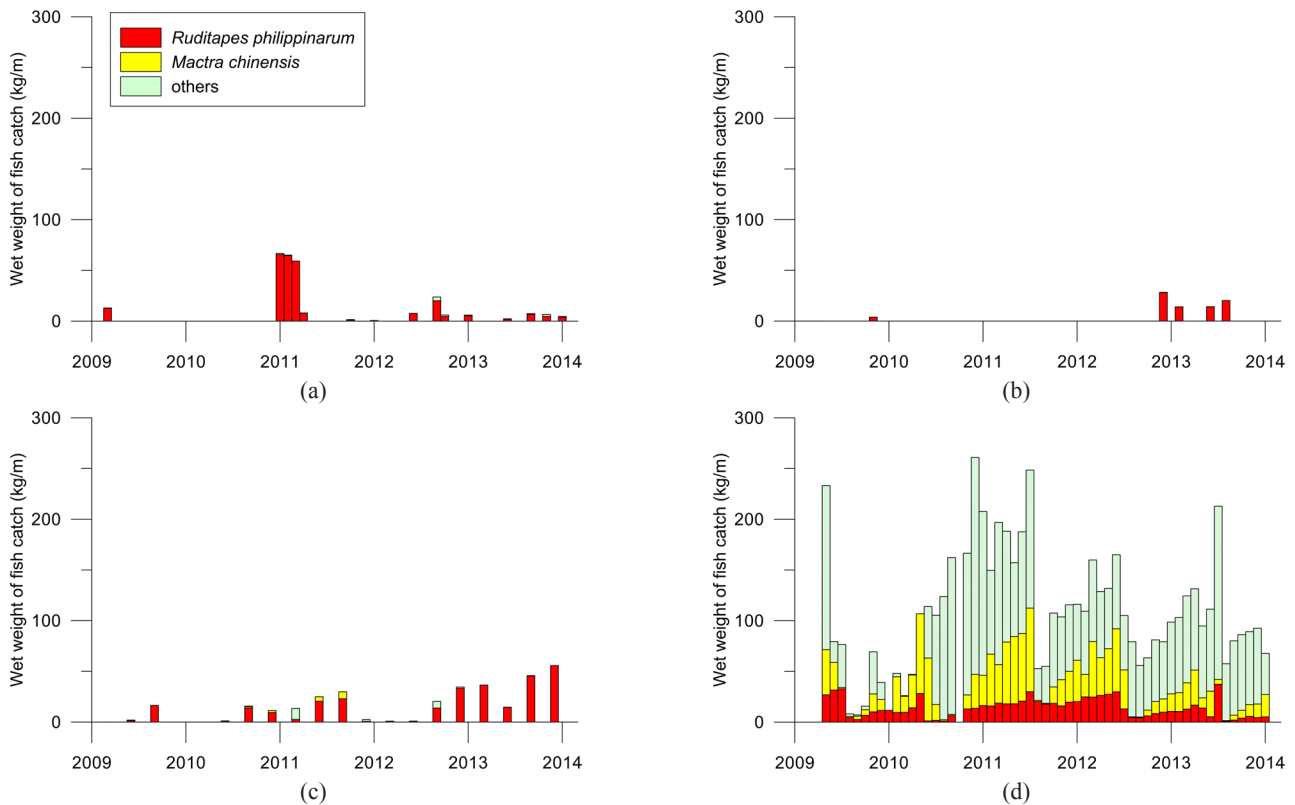 300
200
100
0
Wet weight of fish catch (kg/m)
Ruditapes philippinarum
Mactra chinensis
others
2009 2010 2011 2012 2013 2014
(a)
300
200
100
0
Wet weight of fish catch (kg/m)
2009 2010 2011 2012 2013 2014
(b)
300
200
100
0
Wet weight of fish catch (kg/m)
2009 2010 2011 2012 2013 2014
(c)
300
200
100
0
Wet weight of fish catch (kg/m)
2009 2010 2011 2012 2013 2014
(d)